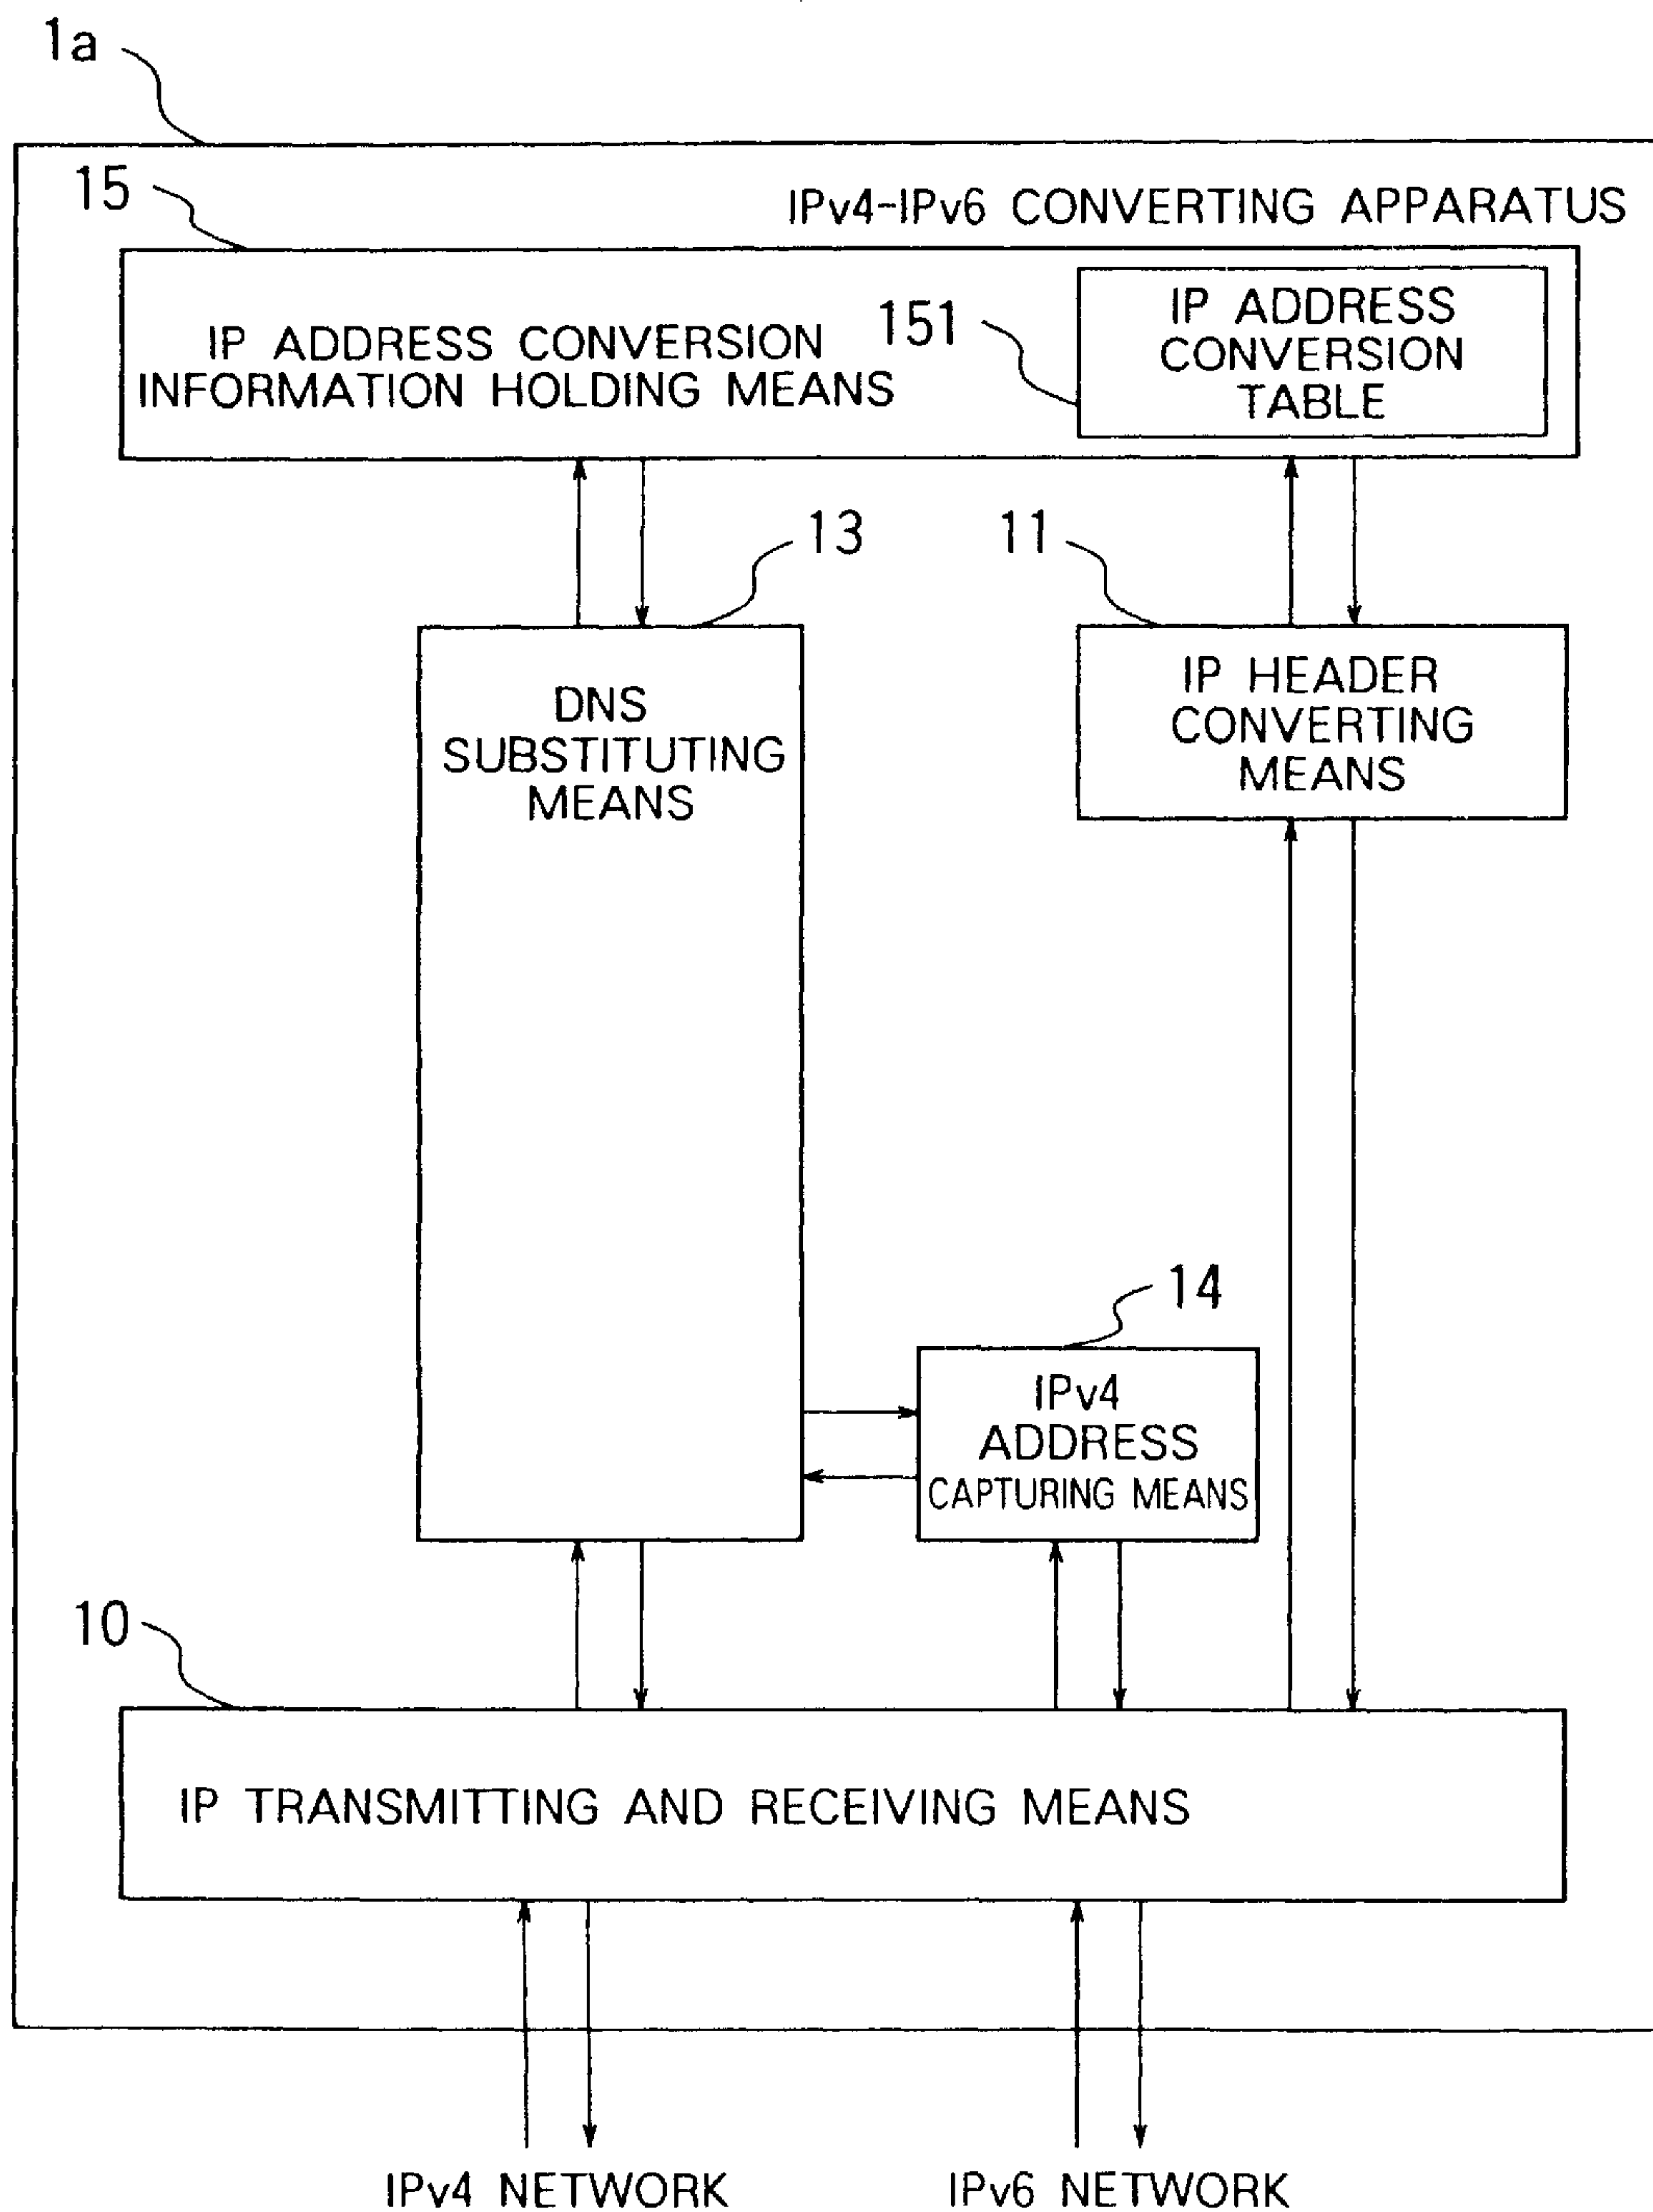 1a
15
IPv4-IPv6 CONVERTING APPARATUS
IP ADDRESS CONVERSION
INFORMATION HOLDING MEANS
151
IP ADDRESS
CONVERSION
TABLE
13
11
DNS
SUBSTITUTING
MEANS
IP HEADER
CONVERTING
MEANS
14
IPv4
ADDRESS
CAPTURING MEANS
10
IP TRANSMITTING AND RECEIVING MEANS
IPv4 NETWORK
IPv6 NETWORK